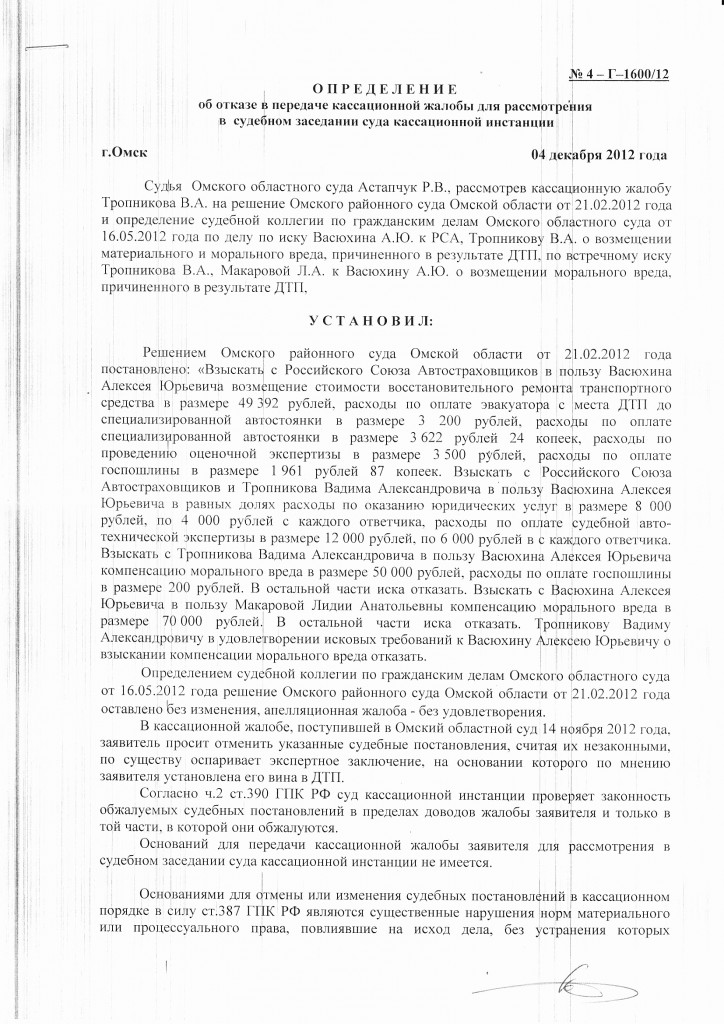 № 4 – Г–1600/12
О П Р Е Д Е Л Е Н И Е
об отказе в передаче кассационной жалобы для рассмотрения
в судебном заседании суда кассационной инстанции
г.Омск 04 декабря 2012 года
Судья Омского областного суда Астапчук Р.В., рассмотрев кассационную жалобу
Тропникова В.А. на решение Омского районного суда Омской области от 21.02.2012 года
и определение судебной коллегии по гражданским делам Омского областного суда от
16.05.2012 года по делу по иску Васюхина А.Ю. к РСА, Тропникову В.А. о возмещении
материального и морального вреда, причиненного в результате ДТП, по встречному иску
Тропникова В.А., Макаровой Л.А. к Васюхину А.Ю. о возмещении морального вреда,
причиненного в результате ДТП,
У С Т А Н О В И Л:
Решением Омского районного суда Омской области от 21.02.2012 года
постановлено: «Взыскать с Российского Союза Автостраховщиков в пользу Васюхина
Алексея Юрьевича возмещение стоимости восстановительного ремонта транспортного
средства в размере 49 392 рублей, расходы по оплате эвакуатора с места ДТП до
специализированной автостоянки в размере 3 200 рублей, расходы по оплате
специализированной автостоянки в размере 3 622 рублей 24 копеек, расходы по
проведению оценочной экспертизы в размере 3 500 рублей, расходы по оплате
госпошлины в размере 1 961 рублей 87 копеек. Взыскать с Российского Союза
Автостраховщиков и Тропникова Вадима Александровича в пользу Васюхина Алексея
Юрьевича в равных долях расходы по оказанию юридических услуг в размере 8 000
рублей, по 4 000 рублей с каждого ответчика, расходы по оплате судебной авто-
технической экспертизы в размере 12 000 рублей, по 6 000 рублей в с каждого ответчика.
Взыскать с Тропникова Вадима Александровича в пользу Васюхина Алексея Юрьевича
компенсацию морального вреда в размере 50 000 рублей, расходы по оплате госпошлины
в размере 200 рублей. В остальной части иска отказать. Взыскать с Васюхина Алексея
Юрьевича в пользу Макаровой Лидии Анатольевны компенсацию морального вреда в
размере 70 000 рублей. В остальной части иска отказать. Тропникову Вадиму
Александровичу в удовлетворении исковых требований к Васюхину Алексею Юрьевичу о
взыскании компенсации морального вреда отказать.
Определением судебной коллегии по гражданским делам Омского областного суда
от 16.05.2012 года решение Омского районного суда Омской области от 21.02.2012 года
оставлено без изменения, апелляционная жалоба - без удовлетворения.
В кассационной жалобе, поступившей в Омский областной суд 14 ноября 2012 года,
заявитель просит отменить указанные судебные постановления, считая их незаконными,
по существу оспаривает экспертное заключение, на основании которого по мнению
заявителя установлена его вина в ДТП.
Согласно ч.2 ст.390 ГПК РФ суд кассационной инстанции проверяет законность
обжалуемых судебных постановлений в пределах доводов жалобы заявителя и только в
той части, в которой они обжалуются.
Оснований для передачи кассационной жалобы заявителя для рассмотрения в
судебном заседании суда кассационной инстанции не имеется.
Основаниями для отмены или изменения судебных постановлений в кассационном
порядке в силу ст.387 ГПК РФ являются существенные нарушения норм материального
или процессуального права, повлиявшие на исход дела, без устранения которых